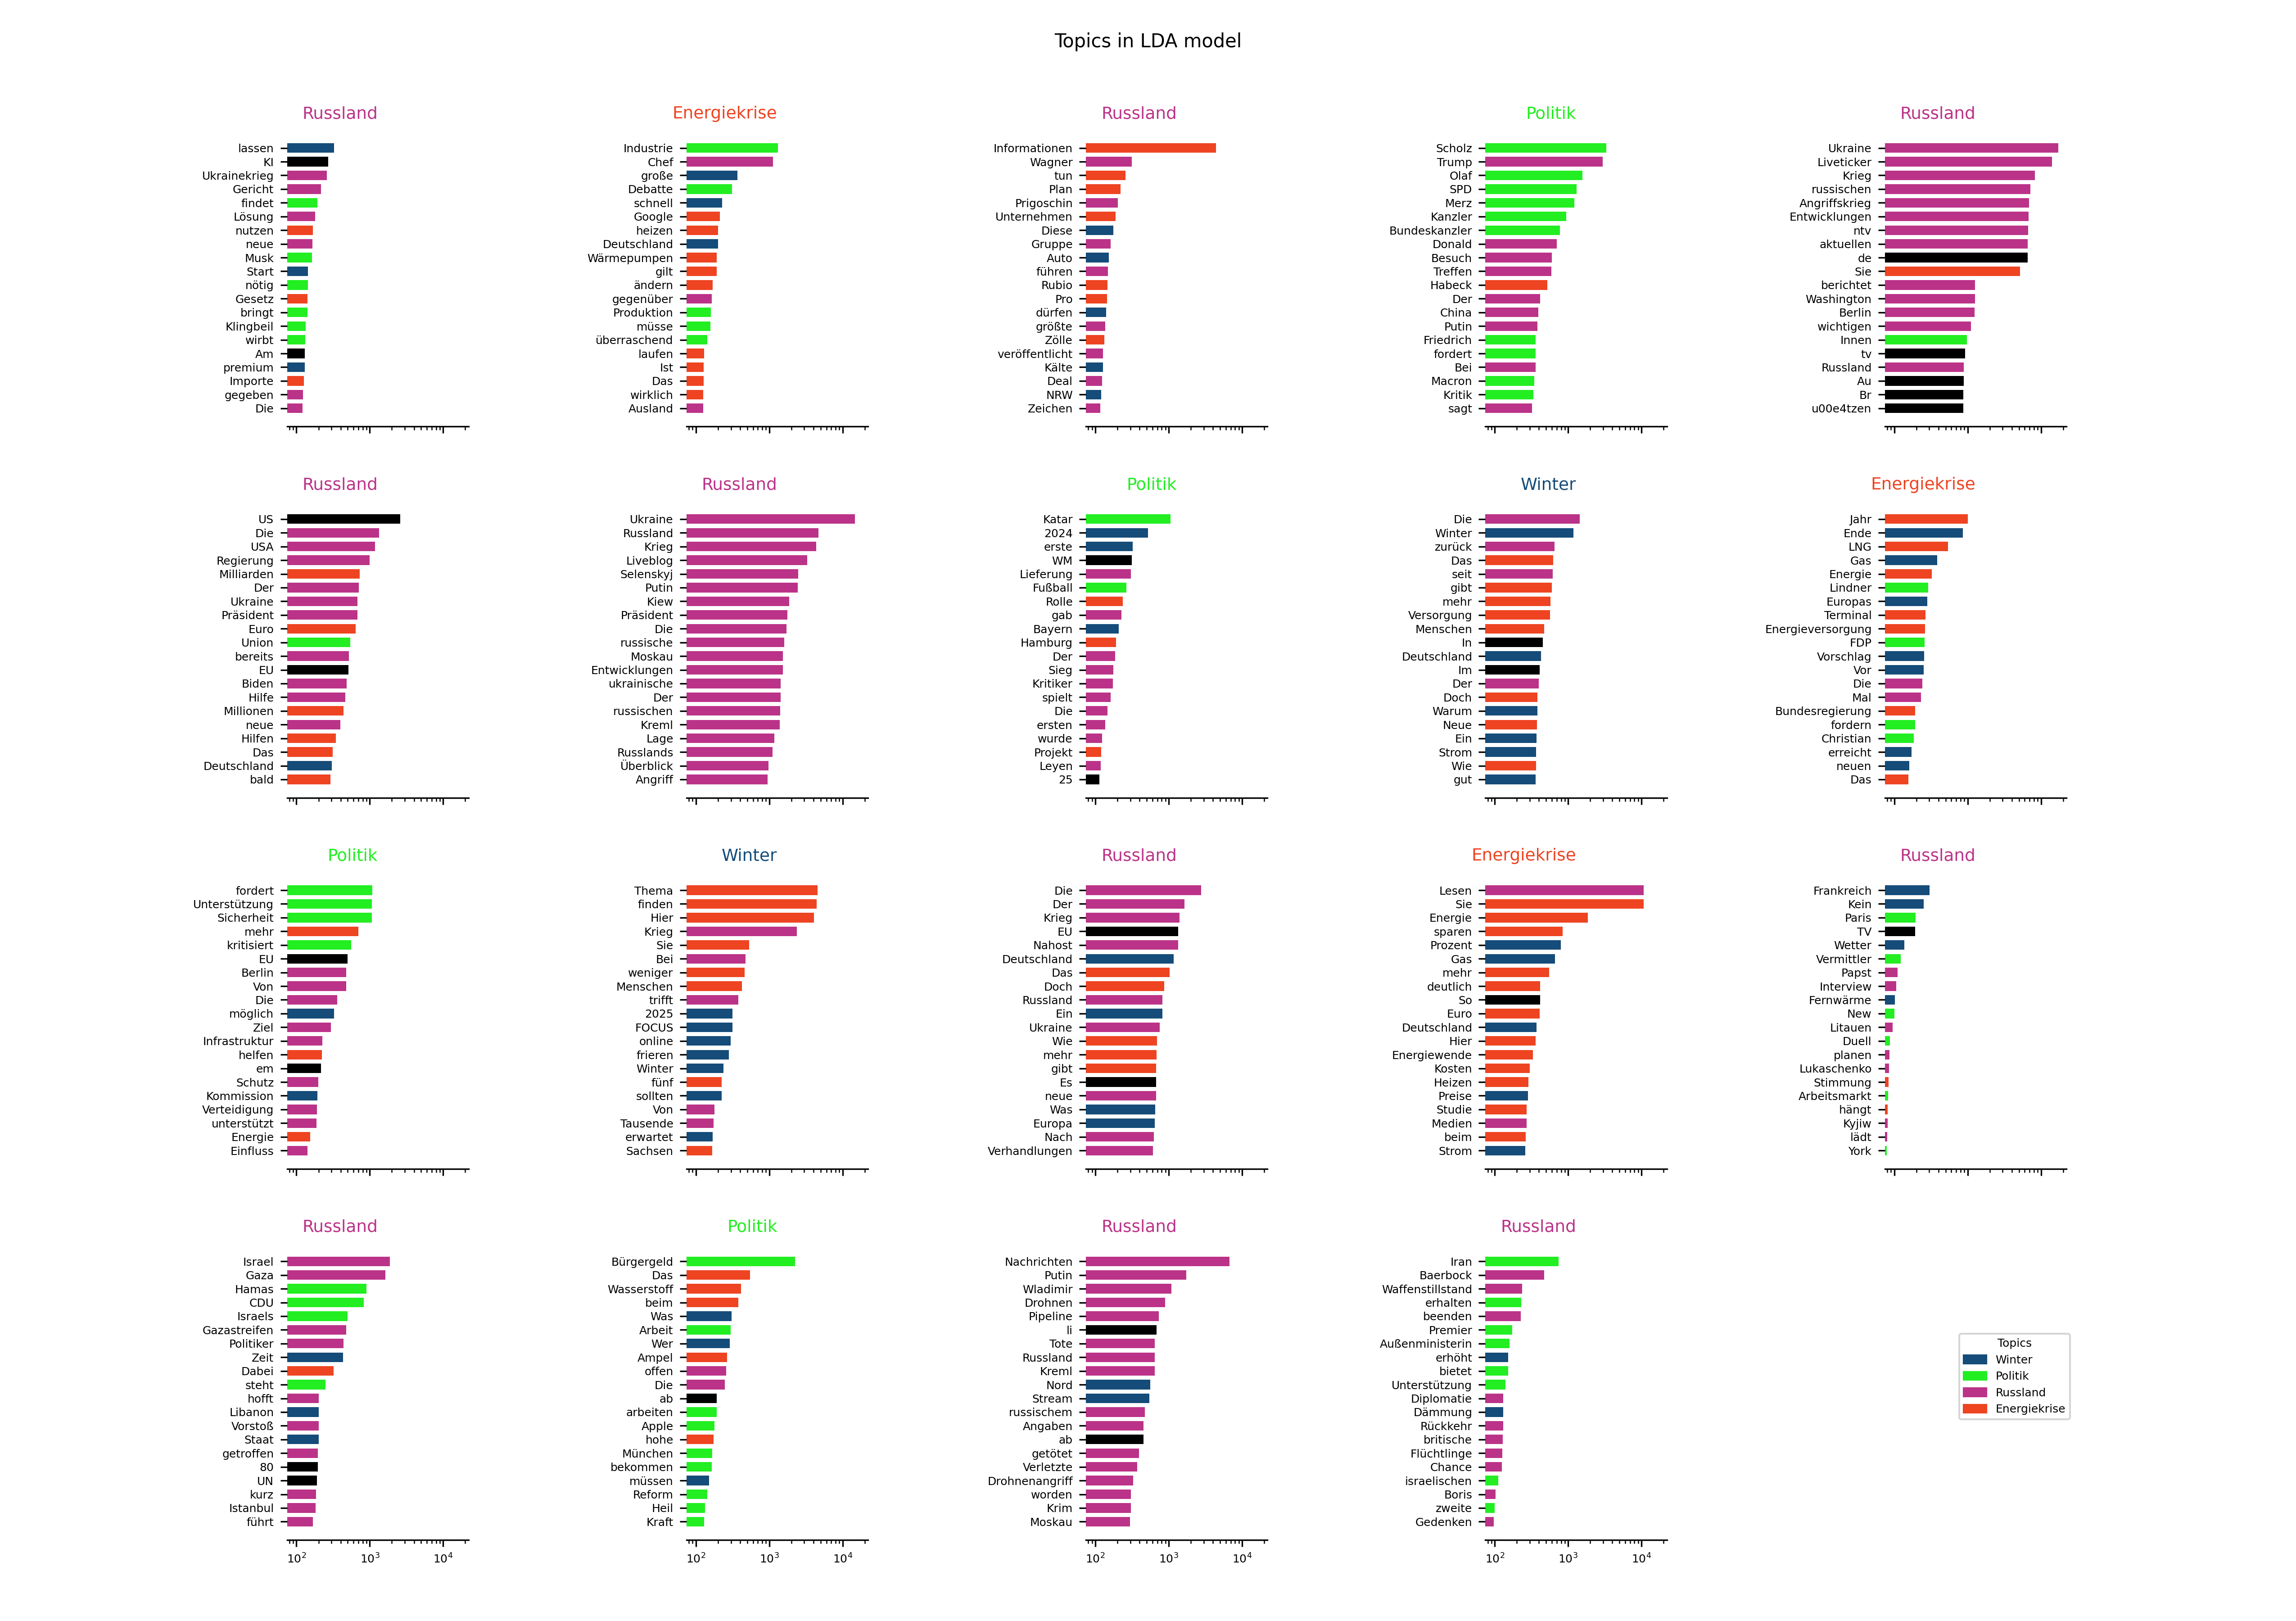 Topics in LDA model
Russland
lassen
KI
Ukrainekrieg
Gericht
findet
Lösung
nutzen
neue
Musk
Start
nötig
Gesetz
bringt
Klingbeil
wirbt
Am
premium
Importe
gegeben
Die
Energiekrise
Industrie
Chef
große
Debatte
schnell
Google
heizen
Deutschland
Wärmepumpen
gilt
ändern
gegenüber
Produktion
müsse
überraschend
laufen
Ist
Das
wirklich
Ausland
Russland
Informationen
Wagner
tun
Plan
Prigoschin
Unternehmen
Diese
Gruppe
Auto
führen
Rubio
Pro
dürfen
größte
Zölle
veröffentlicht
Kälte
Deal
NRW
Zeichen
Politik
Scholz
Trump
Olaf
SPD
Merz
Kanzler
Bundeskanzler
Donald
Besuch
Treffen
Habeck
Der
China
Putin
Friedrich
fordert
Bei
Macron
Kritik
sagt
Russland
Ukraine
Liveticker
Krieg
russischen
Angriffskrieg
Entwicklungen
ntv
aktuellen
de
Sie
berichtet
Washington
Berlin
wichtigen
Innen
tv
Russland
Au
Br
u00e4tzen
Russland
US
Die
USA
Regierung
Milliarden
Der
Ukraine
Präsident
Euro
Union
bereits
EU
Biden
Hilfe
Millionen
neue
Hilfen
Das
Deutschland
bald
Russland
Ukraine
Russland
Krieg
Liveblog
Selenskyj
Putin
Kiew
Präsident
Die
russische
Moskau
Entwicklungen
ukrainische
Der
russischen
Kreml
Lage
Russlands
Überblick
Angriff
Politik
Katar
2024
erste
WM
Lieferung
Fußball
Rolle
gab
Bayern
Hamburg
Der
Sieg
Kritiker
spielt
Die
ersten
wurde
Projekt
Leyen
25
Winter
Die
Winter
zurück
Das
seit
gibt
mehr
Versorgung
Menschen
In
Deutschland
Im
Der
Doch
Warum
Neue
Ein
Strom
Wie
gut
Energiekrise
Jahr
Ende
LNG
Gas
Energie
Lindner
Europas
Terminal
Energieversorgung
FDP
Vorschlag
Vor
Die
Mal
Bundesregierung
fordern
Christian
erreicht
neuen
Das
Politik
fordert
Unterstützung
Sicherheit
mehr
kritisiert
EU
Berlin
Von
Die
möglich
Ziel
Infrastruktur
helfen
em
Schutz
Kommission
Verteidigung
unterstützt
Energie
Einfluss
Winter
Thema
finden
Hier
Krieg
Sie
Bei
weniger
Menschen
trifft
2025
FOCUS
online
frieren
Winter
fünf
sollten
Von
Tausende
erwartet
Sachsen
Russland
Die
Der
Krieg
EU
Nahost
Deutschland
Das
Doch
Russland
Ein
Ukraine
Wie
mehr
gibt
Es
neue
Was
Europa
Nach
Verhandlungen
Energiekrise
Lesen
Sie
Energie
sparen
Prozent
Gas
mehr
deutlich
So
Euro
Deutschland
Hier
Energiewende
Kosten
Heizen
Preise
Studie
Medien
beim
Strom
Russland
Frankreich
Kein
Paris
TV
Wetter
Vermittler
Papst
Interview
Fernwärme
New
Litauen
Duell
planen
Lukaschenko
Stimmung
Arbeitsmarkt
hängt
Kyjiw
lädt
York
Russland
Israel
Gaza
Hamas
CDU
Israels
Gazastreifen
Politiker
Zeit
Dabei
steht
hofft
Libanon
Vorstoß
Staat
getroffen
80
UN
kurz
Istanbul
führt
10² 10³ 10⁴
Politik
Bürgergeld
Das
Wasserstoff
beim
Was
Arbeit
Wer
Ampel
offen
Die
ab
arbeiten
Apple
hohe
München
bekommen
müssen
Reform
Heil
Kraft
10² 10³ 10⁴
Russland
Nachrichten
Putin
Wladimir
Drohnen
Pipeline
li
Tote
Russland
Kreml
Nord
Stream
russischem
Angaben
ab
getötet
Verletzte
Drohnenangriff
worden
Krim
Moskau
10² 10³ 10⁴
Russland
Iran
Baerbock
Waffenstillstand
erhalten
beenden
Premier
Außenministerin
erhöht
bietet
Unterstützung
Diplomatie
Dämmung
Rückkehr
britische
Flüchtlinge
Chance
israelischen
Boris
zweite
Gedenken
10² 10³ 10⁴
Topics
Winter
Politik
Russland
Energiekrise